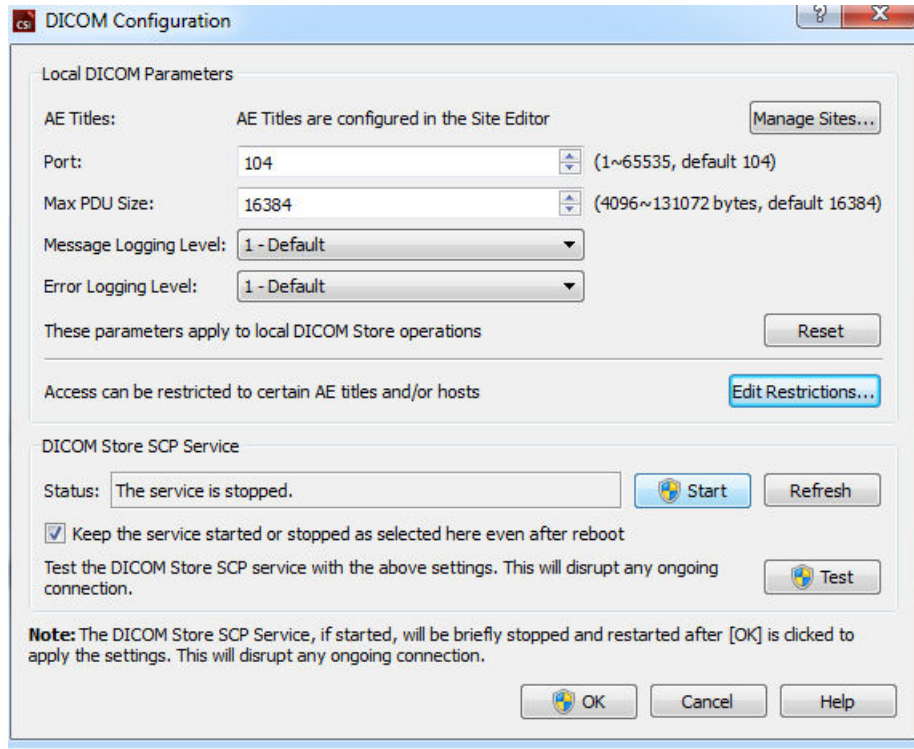 CSi DICOM Configuration
Local DICOM Parameters
AE Titles: AE Titles are configured in the Site Editor Manage Sites...
Port: 104 (1~65535, default 104)
Max PDU Size: 16384 (4096~131072 bytes, default 16384)
Message Logging Level: 1 - Default
Error Logging Level: 1 - Default
These parameters apply to local DICOM Store operations Reset
Access can be restricted to certain AE titles and/or hosts Edit Restrictions...
DICOM Store SCP Service
Status: The service is stopped. Start Refresh
Keep the service started or stopped as selected here even after reboot
Test the DICOM Store SCP service with the above settings. This will disrupt any ongoing
connection. Test
Note: The DICOM Store SCP Service, if started, will be briefly stopped and restarted after [OK] is clicked to
apply the settings. This will disrupt any ongoing connection.
OK Cancel Help